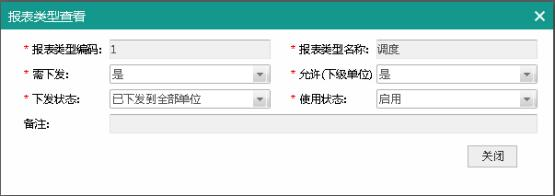 报表类型查看
* 报表类型编码: 1 * 报表类型名称: 调度
* 需下发: 是 * 允许(下级单位) 是
* 下发状态: 已下发到全部单位 * 使用状态: 启用
备注:
关闭